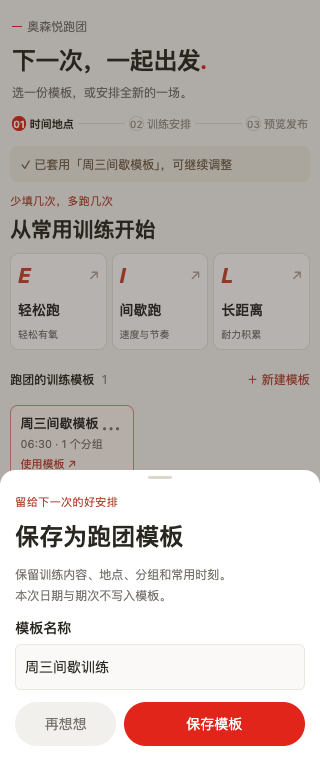 奥森悦跑团
下一次，一起出发.
选一份模板，或安排全新的一场。
01 时间地点 02 训练安排 03 预览发布
✓ 已套用「周三间歇模板」，可继续调整
少填几次，多跑几次
从常用训练开始
E ↗ I ↗ L ↗
轻松跑 间歇跑 长距离
轻松有氧 速度与节奏 耐力积累
跑团的训练模板 1 + 新建模板
周三间歇模板 ...
06:30 · 1 个分组
使用模板 ↗
留给下一次的好安排
保存为跑团模板
保留训练内容、地点、分组和常用时刻。
本次日期与期次不写入模板。
模板名称
周三间歇训练
再想想 保存模板